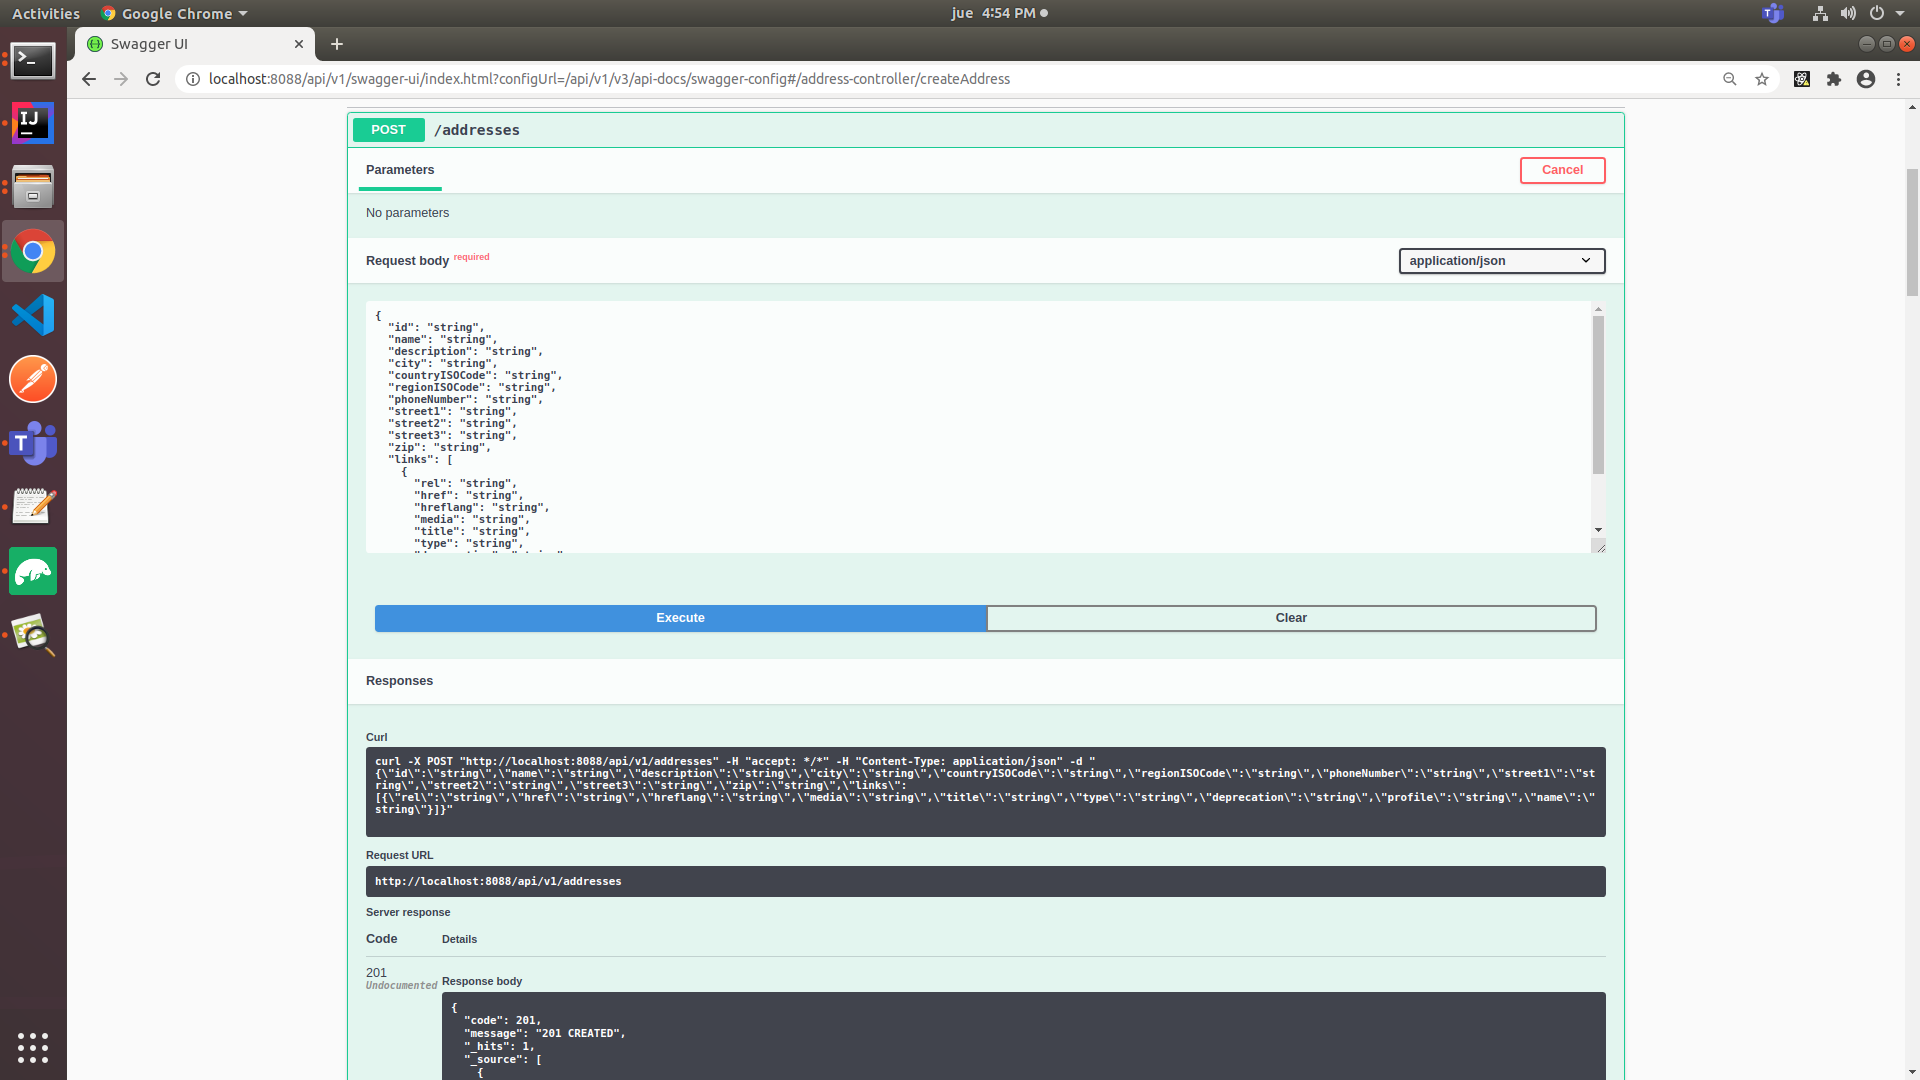 Activities
Google Chrome
jue 4:54 PM
Swagger UI
localhost:8088/api/v1/swagger-ui/index.html?configUrl=/api/v1/v3/api-docs/swagger-config#/address-controller/createAddress
POST /addresses
Parameters
Cancel
No parameters
Request body required
application/json
{
"id": "string",
"name": "string",
"description": "string",
"city": "string",
"countryISOCode": "string",
"regionISOCode": "string",
"phoneNumber": "string",
"street1": "string",
"street2": "string",
"street3": "string",
"zip": "string",
"links": [
{
"rel": "string",
"href": "string",
"hreflang": "string",
"media": "string",
"title": "string",
"type": "string",
Execute
Clear
Responses
Curl
curl -X POST "http://localhost:8088/api/v1/addresses" -H "accept: */*" -H "Content-Type: application/json" -d "
{\"id\":\"string\",\"name\":\"string\",\"description\":\"string\",\"city\":\"string\",\"countryISOCode\":\"string\",\"regionISOCode\":\"string\",\"phoneNumber\":\"string\",\"street1\":\"st
ring\",\"street2\":\"string\",\"street3\":\"string\",\"zip\":\"string\",\"links\":
[{\"rel\":\"string\",\"href\":\"string\",\"hreflang\":\"string\",\"media\":\"string\",\"title\":\"string\",\"type\":\"string\",\"deprecation\":\"string\",\"profile\":\"string\",\"name\":\"
string\"}]}"
Request URL
http://localhost:8088/api/v1/addresses
Server response
Code Details
201
Undocumented
Response body
{
"code": 201,
"message": "201 CREATED",
"_hits": 1,
"_source": [
{